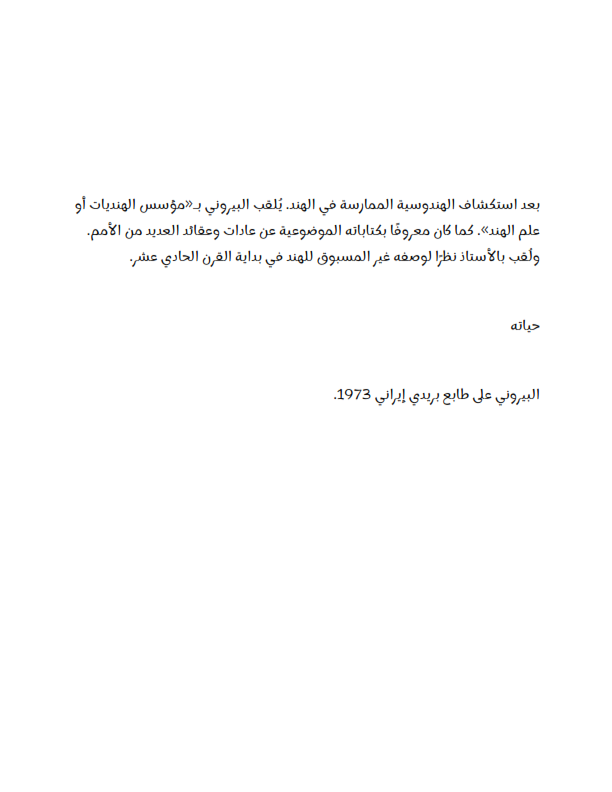 بعد استكشاف الهندوسية الممارسة في الهند. يُلقب البيروني بـ«مؤسس الهنديات أو
علم الهند». كما كان معروفًا بكتاباته الموضوعية عن عادات وعقائد العديد من الأمم.
ولُقب بالأستاذ نظرًا لوصفه غير المسبوق للهند في بداية القرن الحادي عشر.
حياته
البيروني على طابع بريدي إيراني 1973.